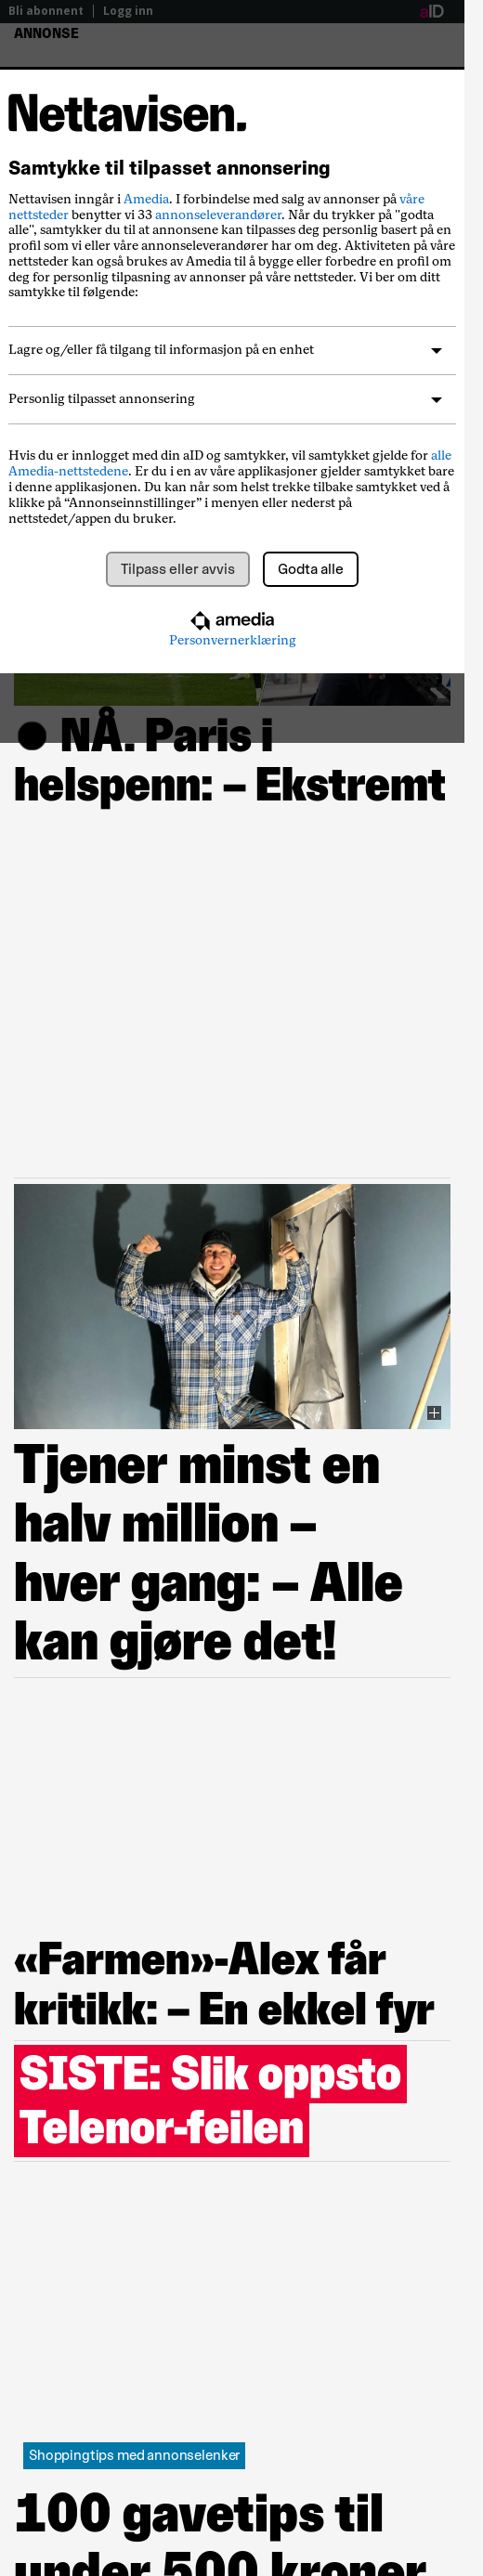 Bli abonnent | Logg inn
aID
ANNONSE
Nettavisen.
Samtykke til tilpasset annonsering
Nettavisen inngår i Amedia. I forbindelse med salg av annonser på våre
nettsteder benytter vi 33 annonseleverandører. Når du trykker på "godta
alle", samtykker du til at annonsene kan tilpasses deg personlig basert på en
profil som vi eller våre annonseleverandører har om deg. Aktiviteten på våre
nettsteder kan også brukes av Amedia til å bygge eller forbedre en profil om
deg for personlig tilpasning av annonser på våre nettsteder. Vi ber om ditt
samtykke til følgende:
Lagre og/eller få tilgang til informasjon på en enhet
Personlig tilpasset annonsering
Hvis du er innlogget med din aID og samtykker, vil samtykket gjelde for alle
Amedia-nettstedene. Er du i en av våre applikasjoner gjelder samtykket bare
i denne applikasjonen. Du kan når som helst trekke tilbake samtykket ved å
klikke på “Annonseinnstillinger” i menyen eller nederst på
nettstedet/appen du bruker.
Tilpass eller avvis
Godta alle
amedia
Personvernerklæring
NÅ. Paris i
helspenn: – Ekstremt
Tjener minst en
halv million –
hver gang: – Alle
kan gjøre det!
«Farmen»-Alex får
kritikk: – En ekkel fyr
SISTE: Slik oppsto
Telenor-feilen
Shoppingtips med annonselenker
100 gavetips til
under 500 kroner